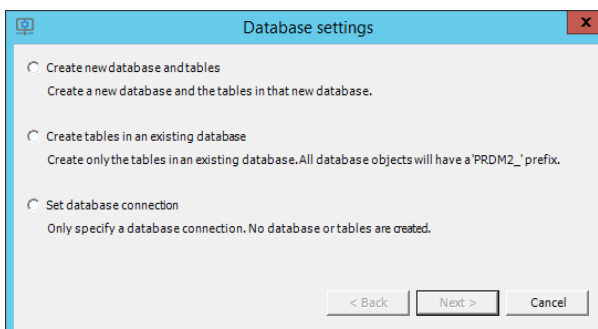 Database settings
x
Create new database and tables
Create a new database and the tables in that new database.
Create tables in an existing database
Create only the tables in an existing database. All database objects will have a 'PRDM2_' prefix.
Set database connection
Only specify a database connection. No database or tables are created.
< Back Next > Cancel